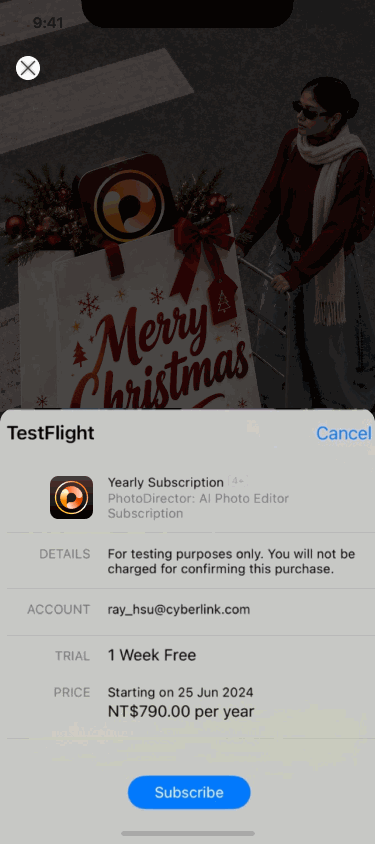 9:41
Merry
Christmas
TestFlight
Cancel
Yearly Subscription 4+
PhotoDirector: AI Photo Editor
Subscription
DETAILS
For testing purposes only. You will not be
charged for confirming this purchase.
ACCOUNT
ray_hsu@cyberlink.com
TRIAL
1 Week Free
PRICE
Starting on 25 Jun 2024
NT$790.00 per year
Subscribe